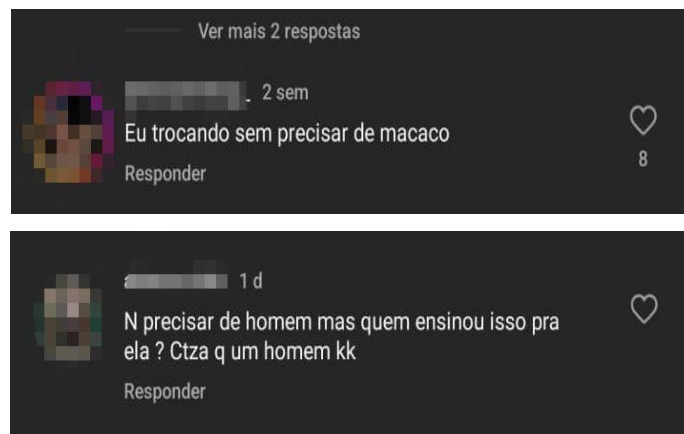 Ver mais 2 respostas
2 sem
Eu trocando sem precisar de macaco
8
Responder
1 d
N precisar de homem mas quem ensinou isso pra
ela ? Ctza q um homem kk
Responder